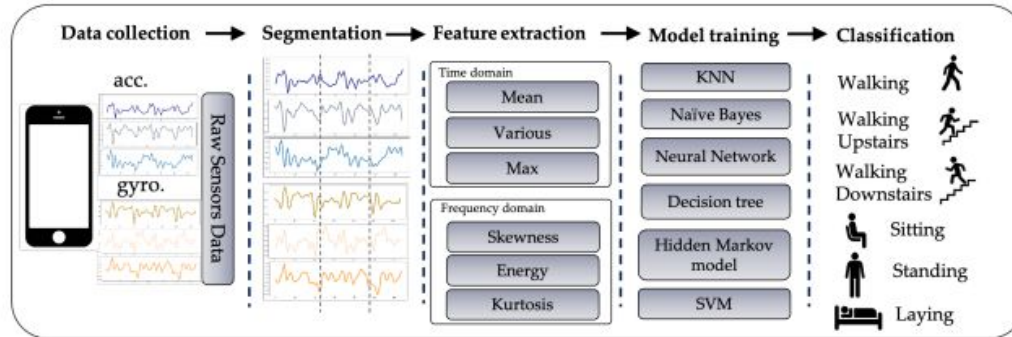 Data collection
Segmentation
Feature extraction
Model training
Classification
acc.
gyro.
Raw Sensors Data
Time domain
Mean
Various
Max
Frequency domain
Skewness
Energy
Kurtosis
KNN
Naïve Bayes
Neural Network
Decision tree
Hidden Markov
model
SVM
Walking
Walking
Upstairs
Walking
Downstairs
Sitting
Standing
Laying